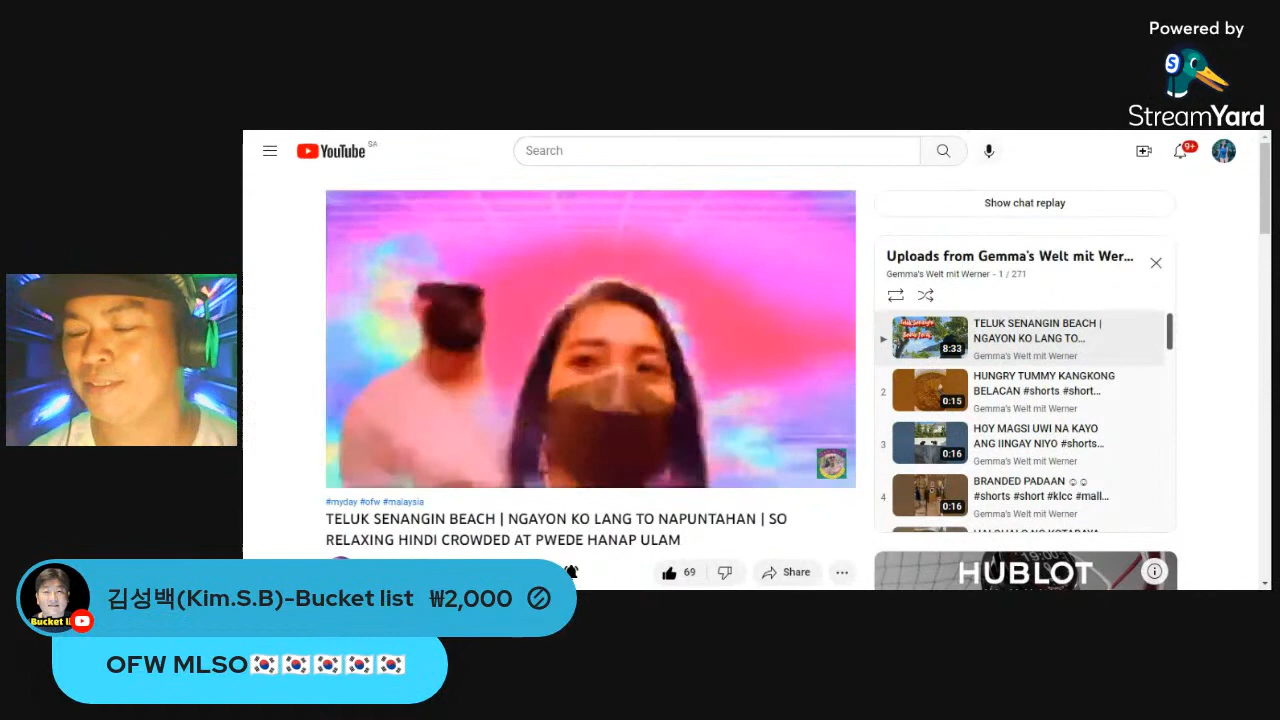 Powered by
StreamYard
YouTube SA
Search
9+
Show chat replay
Uploads from Gemma's Welt mit Wer...
Gemma's Welt mit Werner - 1 / 271
8:33
TELUK SENANGIN BEACH |
NGAYON KO LANG TO...
Gemma's Welt mit Werner
2
0:15
HUNGRY TUMMY KANGKONG
BELACAN #shorts #short...
Gemma's Welt mit Werner
3
0:16
HOY MAGSI UWI NA KAYO
ANG IINGAY NIYO #shorts...
Gemma's Welt mit Werner
4
0:16
BRANDED PADAAN ☺☺
#shorts #short #klcc #mall...
Gemma's Welt mit Werner
#myday #ofw #malaysia
TELUK SENANGIN BEACH | NGAYON KO LANG TO NAPUNTAHAN | SO
RELAXING HINDI CROWDED AT PWEDE HANAP ULAM
69
Share
HUBLOT
김성백(Kim.S.B)-Bucket list ₩2,000
OFW MLSO🇰🇷🇰🇷🇰🇷🇰🇷🇰🇷